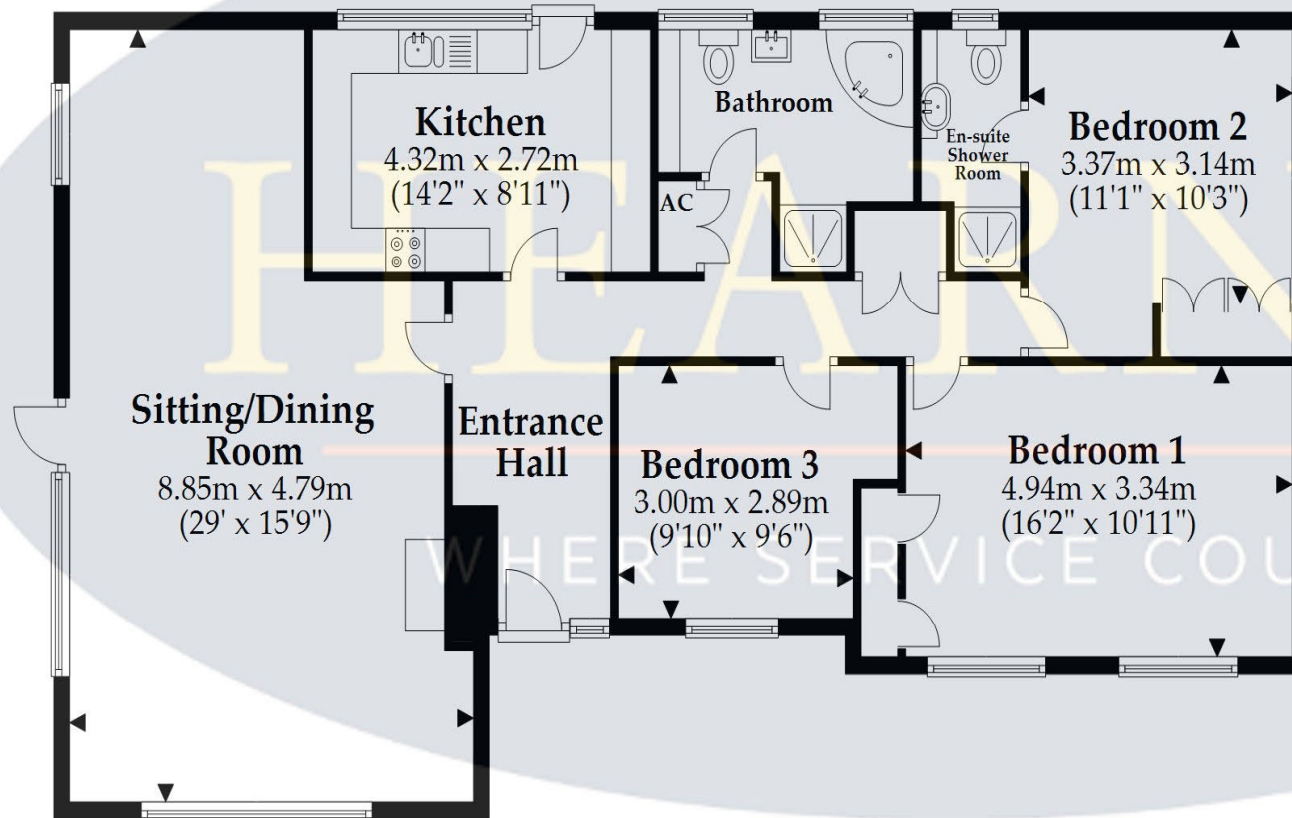 Kitchen
4.32m x 2.72m
(14'2" x 8'11")
Bathroom
AC
En-suite
Shower
Room
Bedroom 2
3.37m x 3.14m
(11'1" x 10'3")
Sitting/Dining
Room
8.85m x 4.79m
(29' x 15'9")
Entrance
Hall
Bedroom 3
3.00m x 2.89m
(9'10" x 9'6")
Bedroom 1
4.94m x 3.34m
(16'2" x 10'11")
HEARN
WHERE SERVICE COU